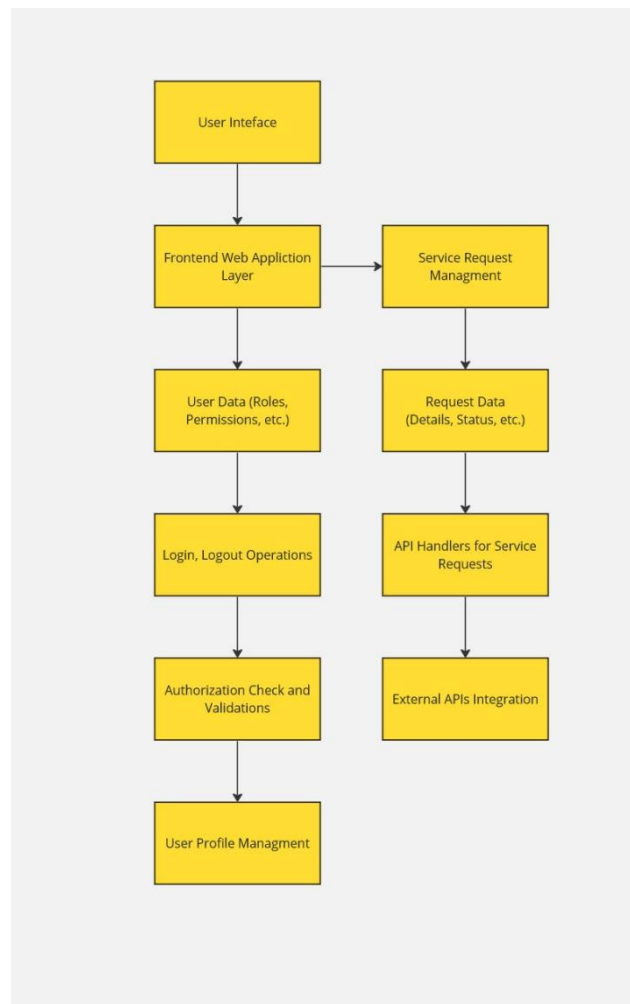 User Inteface
Frontend Web Appliction
Layer
Service Request
Managment
User Data (Roles,
Permissions, etc.)
Request Data
(Details, Status, etc.)
Login, Logout Operations
API Handlers for Service
Requests
Authorization Check and
Validations
External APIs Integration
User Profile Managment